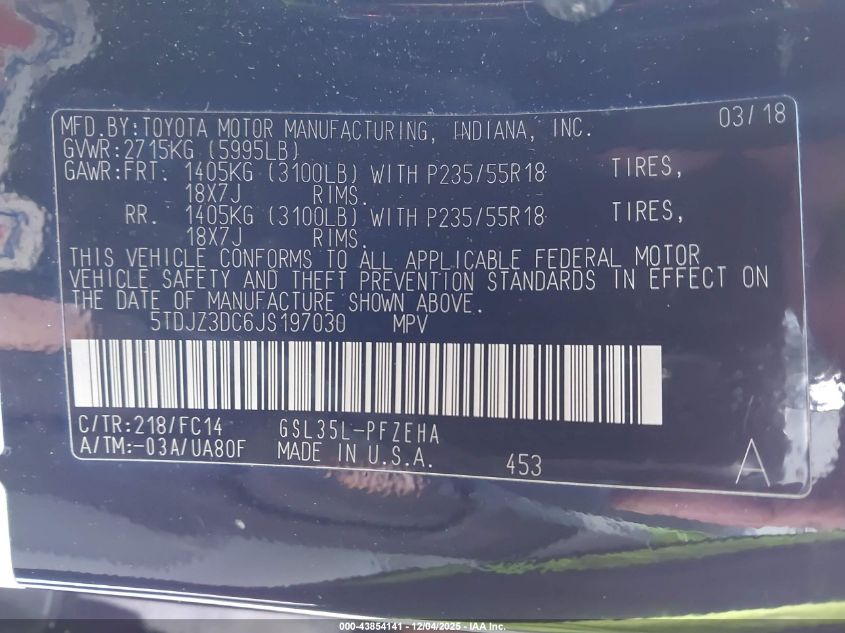 MFD.BY:TOYOTA MOTOR MANUFACTURING, INDIANA, INC. 03/18
GVWR:2715KG (5995LB)
GAWR:FRT. 1405KG (3100LB) WITH P235/55R18 TIRES,
18X7J RIMS.
RR. 1405KG (3100LB) WITH P235/55R18 TIRES,
18X7J RIMS.
THIS VEHICLE CONFORMS TO ALL APPLICABLE FEDERAL MOTOR
VEHICLE SAFETY AND THEFT PREVENTION STANDARDS IN EFFECT ON
THE DATE OF MANUFACTURE SHOWN ABOVE.
5TDJZ3DC6JS197030 MPV
C/TR:218/FC14 GSL35L-PFZEHA
A/TM:-03A/UA80F MADE IN U.S.A. 453 A
000-43854141 - 12/04/2025 - IAA Inc.